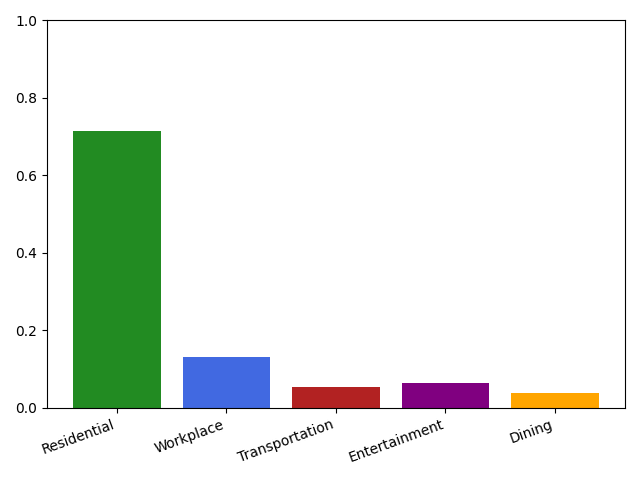 1.0
0.8
0.6
0.4
0.2
0.0
Residential
Workplace
Transportation
Entertainment
Dining